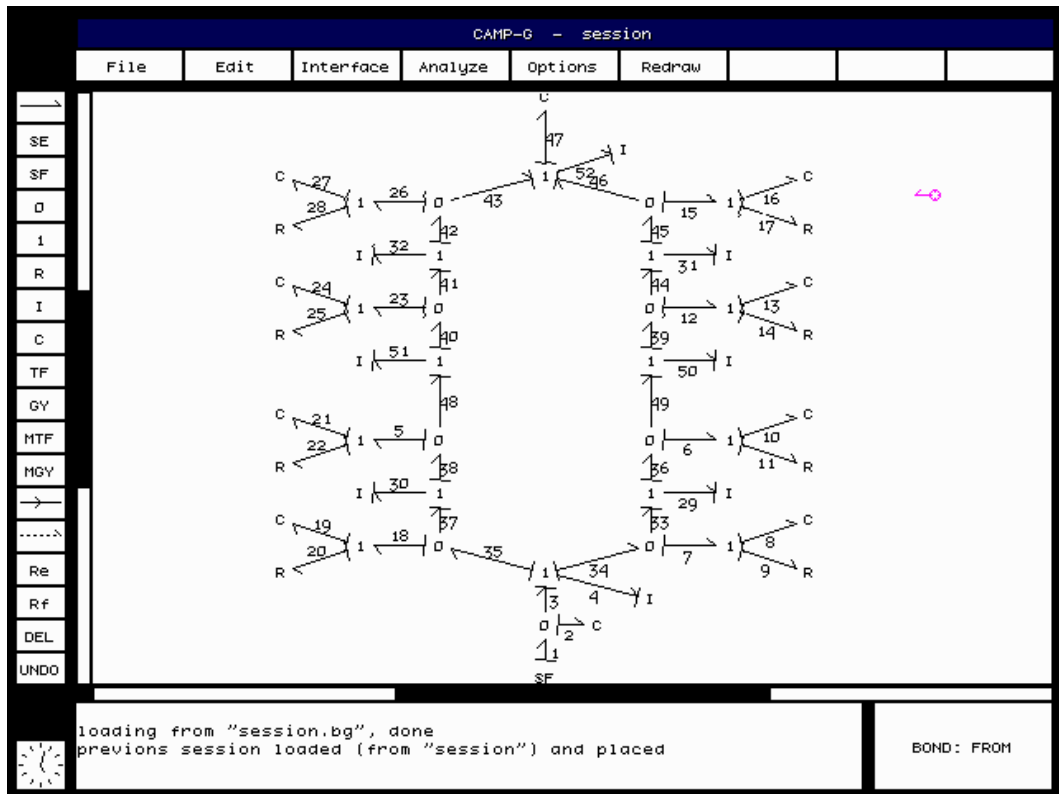 CAMP-G - session
File Edit Interface Analyze Options Redraw
SE
SF
0
1
R
I
C
TF
GY
MTF
MGY
Re
Rf
DEL
UNDO
C
47
I
C 27 26 0 43 1 52 46 0 15 1 16 C
28 1 17
R 42 45 R
I 32 1 1 31 I
C 24 41 44 13 C
25 1 23 0 0 12 1 14
R 40 39 R
I 51 1 1 50 I
C 21 48 49 10 C
22 1 5 0 0 6 1 11
R 38 36 R
I 30 1 1 29 I
C 19 37 33 8 C
20 1 18 0 35 34 0 7 1 9
R 1 4 R
3 I
0 2 C
1
SF
loading from "session.bg", done
previons session loaded (from "session") and placed
BOND: FROM